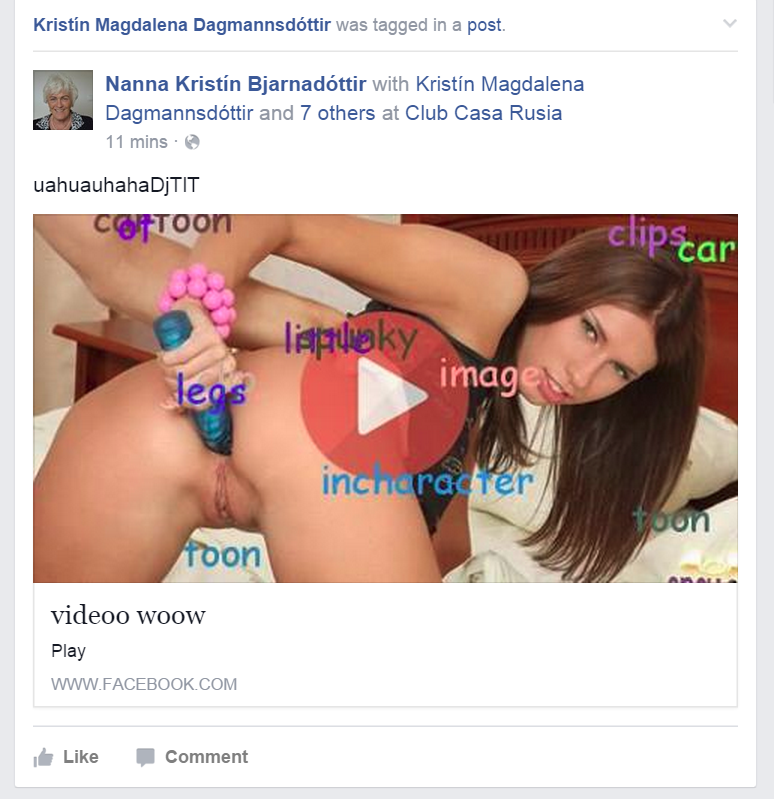 Kristín Magdalena Dagmannsdóttir was tagged in a post.
Nanna Kristín Bjarnadóttir with Kristín Magdalena
Dagmannsdóttir and 7 others at Club Casa Rusia
11 mins ·
uahuauhahaDjTlT
cartoon
of
clips
car
little
spunky
image
legs
incharacter
toon
toon
videoo woow
Play
WWW.FACEBOOK.COM
Like Comment